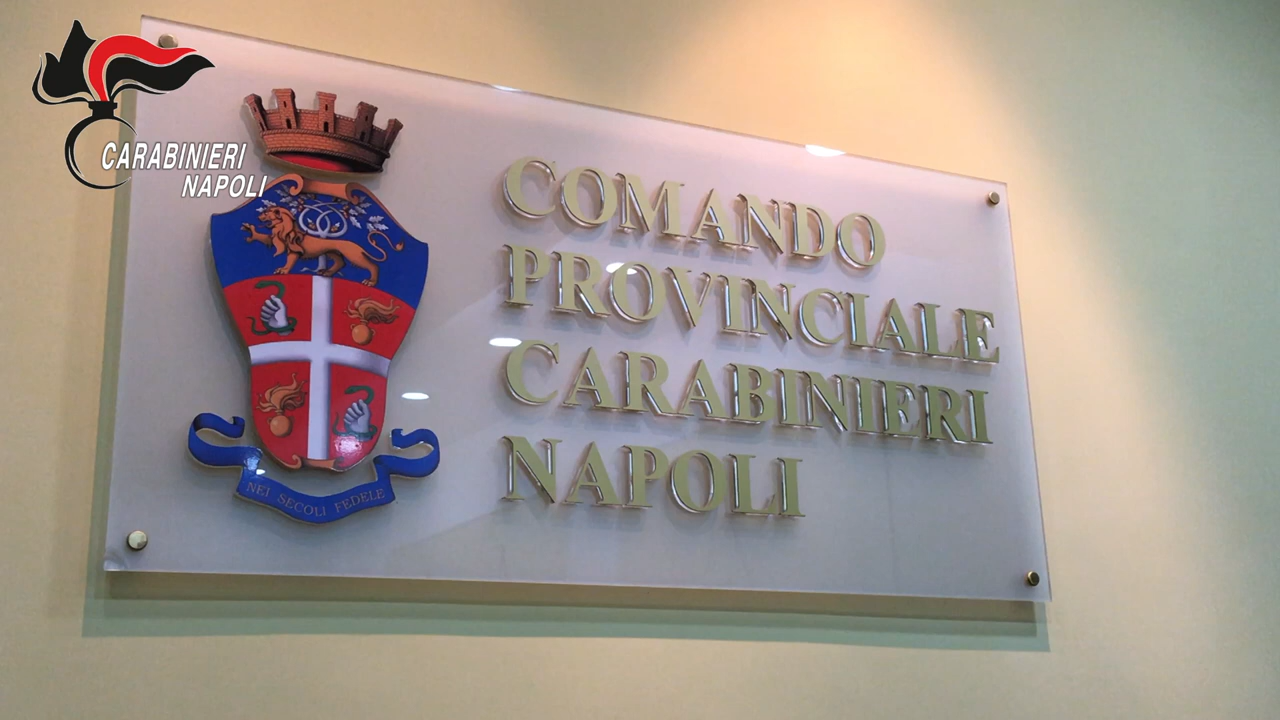 CARABINIERI
NAPOLI
COMANDO
PROVINCIALE
CARABINIERI
NAPOLI
NEI SECOLI FEDELE